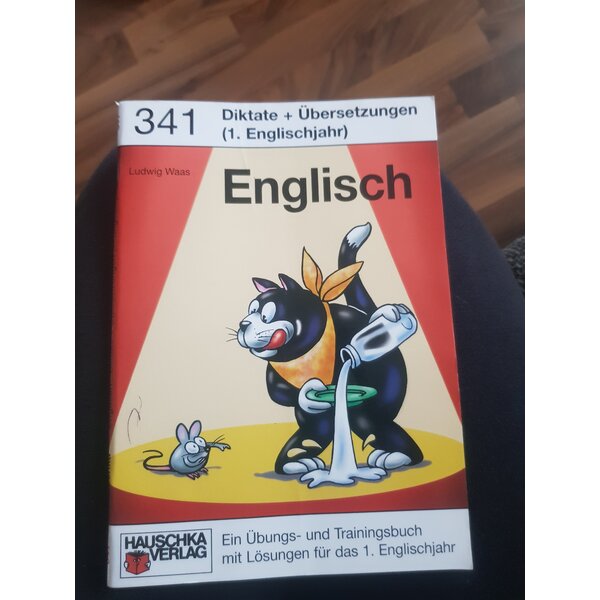 341
Diktate + Übersetzungen
(1. Englischjahr)
Ludwig Waas
Englisch
HAUSCHKA
VERLAG
Ein Übungs- und Trainingsbuch
mit Lösungen für das 1. Englischjahr